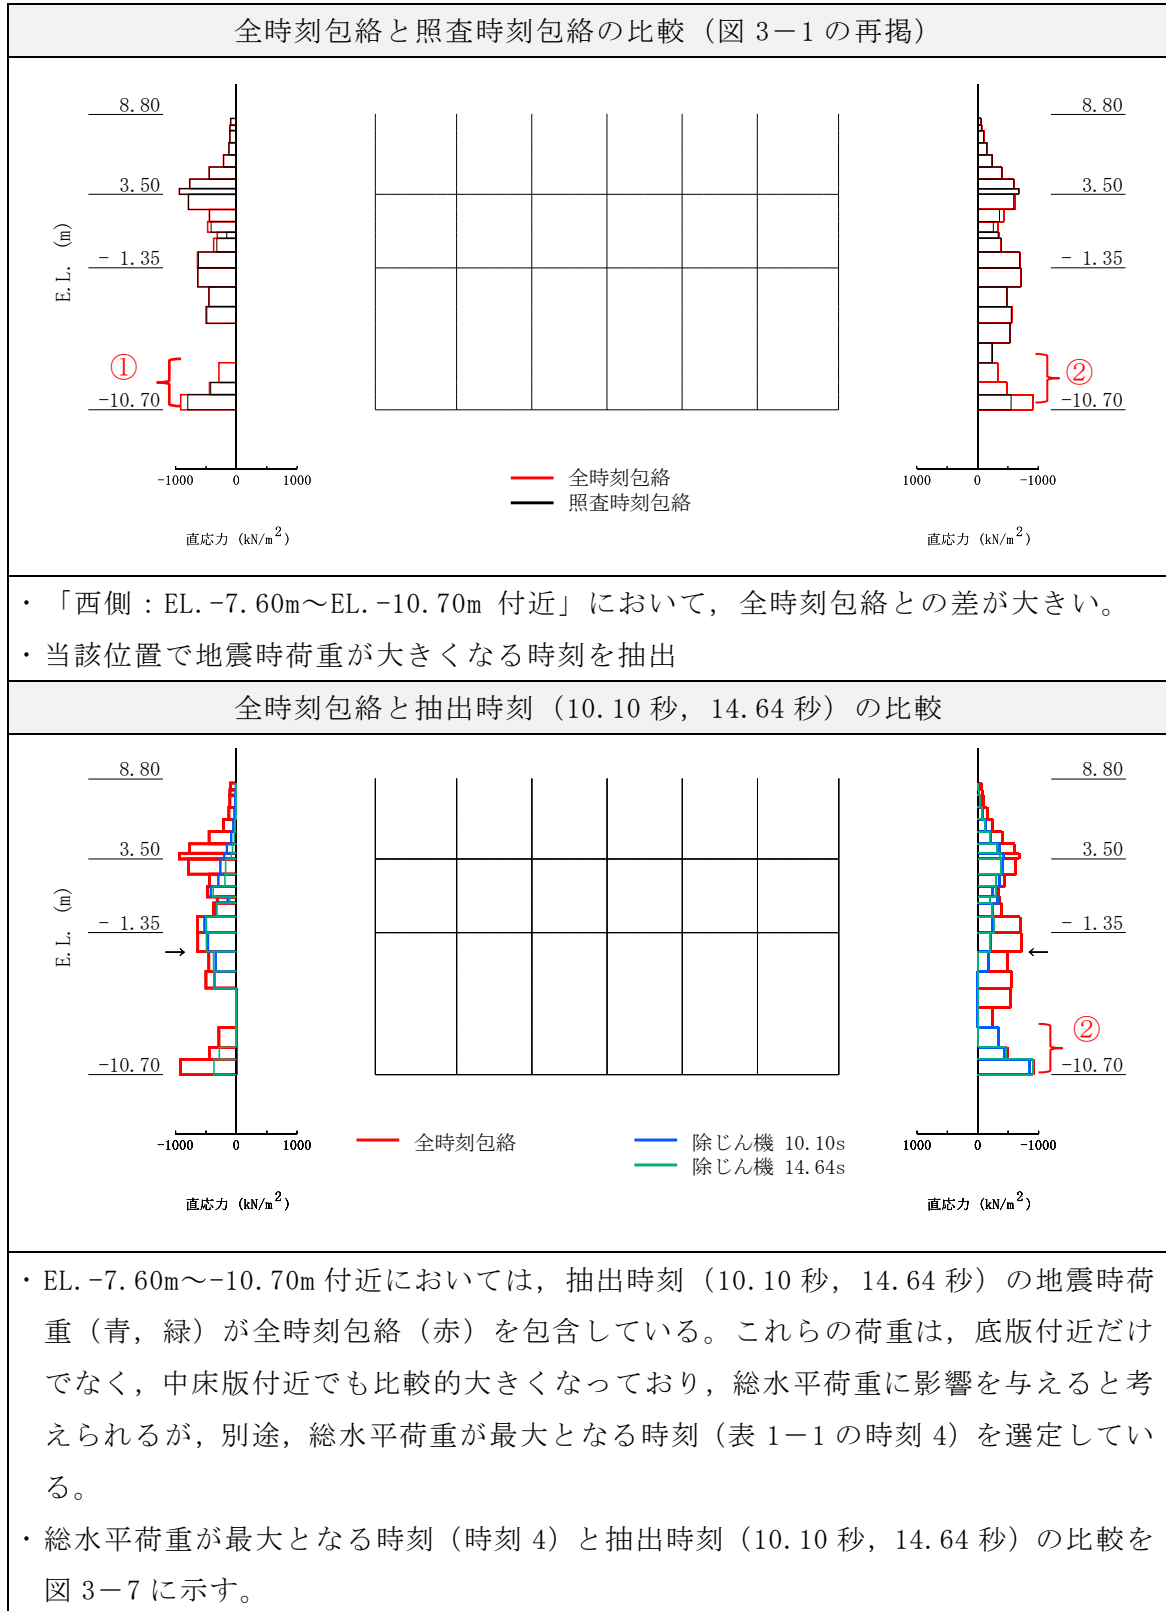 全時刻包絡と照査時刻包絡の比較（図 3－1 の再掲）
8.80
3.50
E.L. (m)
- 1.35
①
-10.70
-1000 0 1000
直応力 (kN/m2)
全時刻包絡
照査時刻包絡
8.80
3.50
- 1.35
②
-10.70
1000 0 -1000
直応力 (kN/m2)
・「西側：EL.-7.60m～EL.-10.70m 付近」において，全時刻包絡との差が大きい。
・当該位置で地震時荷重が大きくなる時刻を抽出
全時刻包絡と抽出時刻（10.10 秒，14.64 秒）の比較
8.80
3.50
E.L. (m)
- 1.35
→
-10.70
-1000 0 1000
直応力 (kN/m2)
全時刻包絡
除じん機 10.10s
除じん機 14.64s
8.80
3.50
- 1.35
←
②
-10.70
1000 0 -1000
直応力 (kN/m2)
・EL.-7.60m～-10.70m 付近においては，抽出時刻（10.10 秒，14.64 秒）の地震時荷
重（青，緑）が全時刻包絡（赤）を包含している。これらの荷重は，底版付近だけ
でなく，中床版付近でも比較的大きくなっており，総水平荷重に影響を与えると考
えられるが，別途，総水平荷重が最大となる時刻（表 1－1 の時刻 4）を選定してい
る。
・総水平荷重が最大となる時刻（時刻 4）と抽出時刻（10.10 秒，14.64 秒）の比較を
図 3－7 に示す。